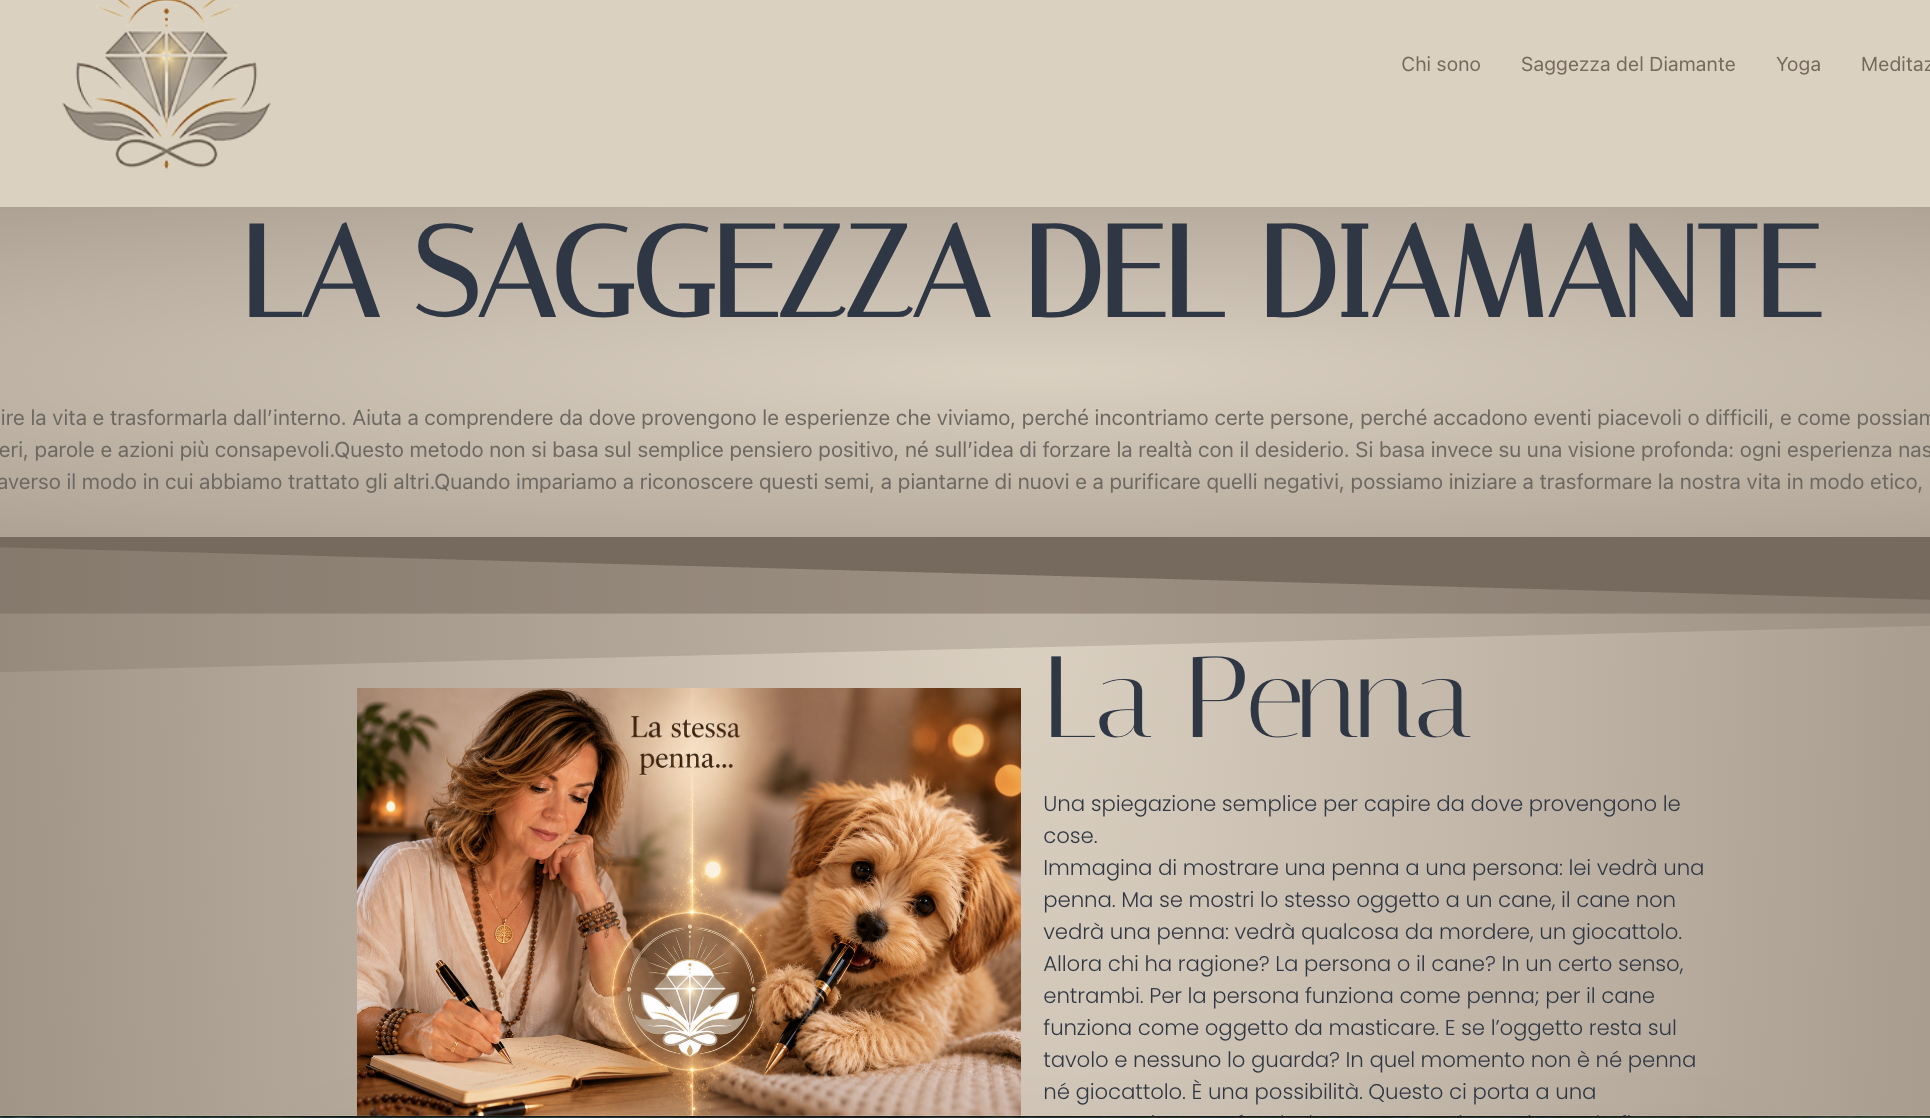 Chi sono Saggezza del Diamante Yoga
LA SAGGEZZA DEL DIAMANTE
la vita e trasformarla dall’interno. Aiuta a comprendere da dove provengono le esperienze che viviamo, perché incontriamo certe persone, perché accadono eventi piacevoli o difficili, e come
parole e azioni più consapevoli.Questo metodo non si basa sul semplice pensiero positivo, né sull’idea di forzare la realtà con il desiderio. Si basa invece su una visione profonda: ogni esperienza
il modo in cui abbiamo trattato gli altri.Quando impariamo a riconoscere questi semi, a piantarne di nuovi e a purificare quelli negativi, possiamo iniziare a trasformare la nostra vita in modo etico,
La Penna
La stessa
penna...
Una spiegazione semplice per capire da dove provengono le
cose.
Immagina di mostrare una penna a una persona: lei vedrà una
penna. Ma se mostri lo stesso oggetto a un cane, il cane non
vedrà una penna: vedrà qualcosa da mordere, un giocattolo.
Allora chi ha ragione? La persona o il cane? In un certo senso,
entrambi. Per la persona funziona come penna; per il cane
funziona come oggetto da masticare. E se l’oggetto resta sul
tavolo e nessuno lo guarda? In quel momento non è né penna
né giocattolo. È una possibilità. Questo ci porta a una